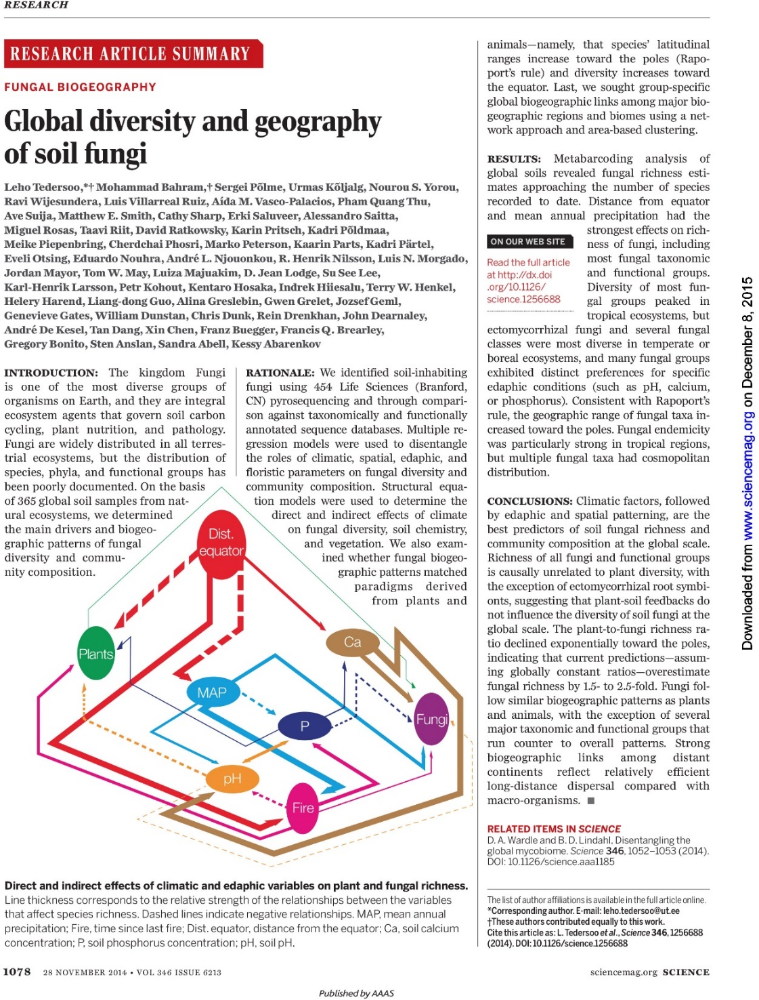 RESEARCH
RESEARCH ARTICLE SUMMARY
FUNGAL BIOGEOGRAPHY
Global diversity and geography
of soil fungi
Leho Tedersoo,*† Mohammad Bahram,† Sergei Põlme, Urmas Kõljalg, Nourou S. Yorou,
Ravi Wijesundera, Luis Villarreal Ruiz, Aída M. Vasco-Palacios, Pham Quang Thu,
Ave Suija, Matthew E. Smith, Cathy Sharp, Erki Saluveer, Alessandro Saitta,
Miguel Rosas, Taavi Riit, David Ratkowsky, Karin Pritsch, Kadri Põldmaa,
Meike Piepenbring, Cherdchai Phosri, Marko Peterson, Kaarin Parts, Kadri Pärtel,
Eveli Otsing, Eduardo Nouhra, André L. Njouonkou, R. Henrik Nilsson, Luis N. Morgado,
Jordan Mayor, Tom W. May, Luiza Majuakim, D. Jean Lodge, Su See Lee,
Karl-Henrik Larsson, Petr Kohout, Kentaro Hosaka, Indrek Hiiesalu, Terry W. Henkel,
Helery Harend, Liang-dong Guo, Alina Greslebin, Gwen Grelet, Jozsef Geml,
Genevieve Gates, William Dunstan, Chris Dunk, Rein Drenkhan, John Dearnaley,
André De Kesel, Tan Dang, Xin Chen, Franz Buegger, Francis Q. Brearley,
Gregory Bonito, Sten Anslan, Sandra Abell, Kessy Abarenkov
INTRODUCTION: The kingdom Fungi
is one of the most diverse groups of
organisms on Earth, and they are integral
ecosystem agents that govern soil carbon
cycling, plant nutrition, and pathology.
Fungi are widely distributed in all terres-
trial ecosystems, but the distribution of
species, phyla, and functional groups has
been poorly documented. On the basis
of 365 global soil samples from nat-
ural ecosystems, we determined
the main drivers and biogeo-
graphic patterns of fungal
diversity and commu-
nity composition.
RATIONALE: We identified soil-inhabiting
fungi using 454 Life Sciences (Branford,
CN) pyrosequencing and through compari-
son against taxonomically and functionally
annotated sequence databases. Multiple re-
gression models were used to disentangle
the roles of climatic, spatial, edaphic, and
floristic parameters on fungal diversity and
community composition. Structural equa-
tion models were used to determine the
direct and indirect effects of climate
on fungal diversity, soil chemistry,
and vegetation. We also exam-
ined whether fungal biogeo-
graphic patterns matched
paradigms derived
from plants and
Dist.
equator
Plants
Ca
MAP
P
Fungi
pH
Fire
Direct and indirect effects of climatic and edaphic variables on plant and fungal richness.
Line thickness corresponds to the relative strength of the relationships between the variables
that affect species richness. Dashed lines indicate negative relationships. MAP, mean annual
precipitation; Fire, time since last fire; Dist. equator, distance from the equator; Ca, soil calcium
concentration; P, soil phosphorus concentration; pH, soil pH.
animals—namely, that species' latitudinal
ranges increase toward the poles (Rapo-
port's rule) and diversity increases toward
the equator. Last, we sought group-specific
global biogeographic links among major bio-
geographic regions and biomes using a net-
work approach and area-based clustering.
RESULTS: Metabarcoding analysis of
global soils revealed fungal richness esti-
mates approaching the number of species
recorded to date. Distance from equator
and mean annual precipitation had the
strongest effects on rich-
ness of fungi, including
most fungal taxonomic
and functional groups.
Diversity of most fun-
gal groups peaked in
tropical ecosystems, but
ectomycorrhizal fungi and several fungal
classes were most diverse in temperate or
boreal ecosystems, and many fungal groups
exhibited distinct preferences for specific
edaphic conditions (such as pH, calcium,
or phosphorus). Consistent with Rapoport's
rule, the geographic range of fungal taxa in-
creased toward the poles. Fungal endemicity
was particularly strong in tropical regions,
but multiple fungal taxa had cosmopolitan
distribution.
ON OUR WEB SITE
Read the full article
at http://dx.doi
.org/10.1126/
science.1256688
CONCLUSIONS: Climatic factors, followed
by edaphic and spatial patterning, are the
best predictors of soil fungal richness and
community composition at the global scale.
Richness of all fungi and functional groups
is causally unrelated to plant diversity, with
the exception of ectomycorrhizal root symbi-
onts, suggesting that plant-soil feedbacks do
not influence the diversity of soil fungi at the
global scale. The plant-to-fungi richness ra-
tio declined exponentially toward the poles,
indicating that current predictions—assum-
ing globally constant ratios—overestimate
fungal richness by 1.5- to 2.5-fold. Fungi fol-
low similar biogeographic patterns as plants
and animals, with the exception of several
major taxonomic and functional groups that
run counter to overall patterns. Strong
biogeographic links among distant
continents reflect relatively efficient
long-distance dispersal compared with
macro-organisms. ■
RELATED ITEMS IN SCIENCE
D. A. Wardle and B. D. Lindahl, Disentangling the
global mycobiome. Science 346, 1052–1053 (2014).
DOI: 10.1126/science.aaa1185
The list of author affiliations is available in the full article online.
*Corresponding author. E-mail: leho.tedersoo@ut.ee
†These authors contributed equally to this work.
Cite this article as: L. Tedersoo et al., Science 346, 1256688
(2014). DOI: 10.1126/science.1256688
1078 28 NOVEMBER 2014 • VOL 346 ISSUE 6213
sciencemag.org SCIENCE
Published by AAAS
Downloaded from www.sciencemag.org on December 8, 2015